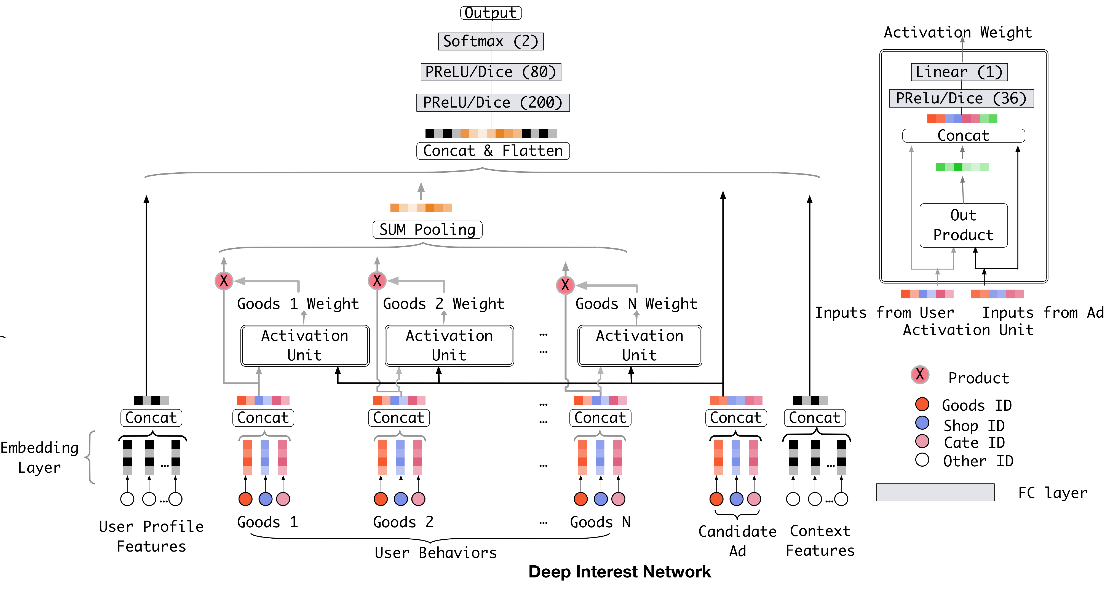 Output
Softmax (2)
PReLU/Dice (80)
PReLU/Dice (200)
Concat & Flatten
SUM Pooling
X
X
X
Goods 1 Weight
Goods 2 Weight
Goods N Weight
Activation
Unit
Activation
Unit
...
...
Activation
Unit
Concat
Concat
Concat
...
...
Concat
Concat
Concat
Embedding
Layer
...
...
...
...
...
User Profile
Features
Goods 1
Goods 2
...
Goods N
User Behaviors
Candidate
Ad
Context
Features
Deep Interest Network
Activation Weight
Linear (1)
PRelu/Dice (36)
Concat
Out
Product
Inputs from User
Inputs from Ad
Activation Unit
X Product
Goods ID
Shop ID
Cate ID
Other ID
FC layer